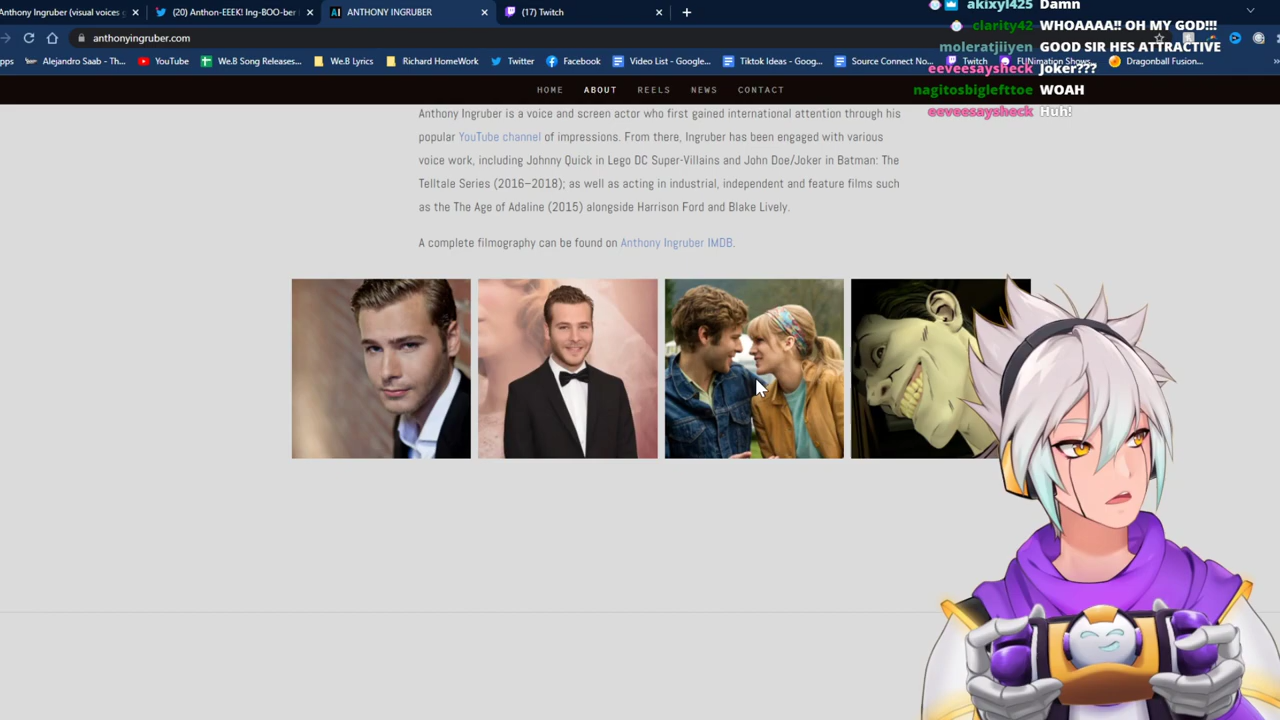 Anthony Ingruber (visual voices
(20) Anthon-EEEK! Ing-BOO-ber
ANTHONY INGRUBER
(17) Twitch
anthonyingruber.com
Alejandro Saab - Th...
YouTube
We.B Song Releases...
We.B Lyrics
Richard HomeWork
Twitter
Facebook
Video List - Google...
Tiktok Ideas - Goog...
Source Connect No...
Twitch
FUNimation Shows...
Dragonball Fusion...
akixyl425 Damn
clarity42 WHOAAAA!! OH MY GOD!!!
moleratjiiyen GOOD SIR HES ATTRACTIVE
eeveesaysheck Joker???
nagitosbiglefttoe WOAH
eeveesaysheck Huh!
HOME ABOUT REELS NEWS CONTACT
Anthony Ingruber is a voice and screen actor who first gained international attention through his
popular YouTube channel of impressions. From there, Ingruber has been engaged with various
voice work, including Johnny Quick in Lego DC Super-Villains and John Doe/Joker in Batman: The
Telltale Series (2016–2018); as well as acting in industrial, independent and feature films such
as the The Age of Adaline (2015) alongside Harrison Ford and Blake Lively.
A complete filmography can be found on Anthony Ingruber IMDB.